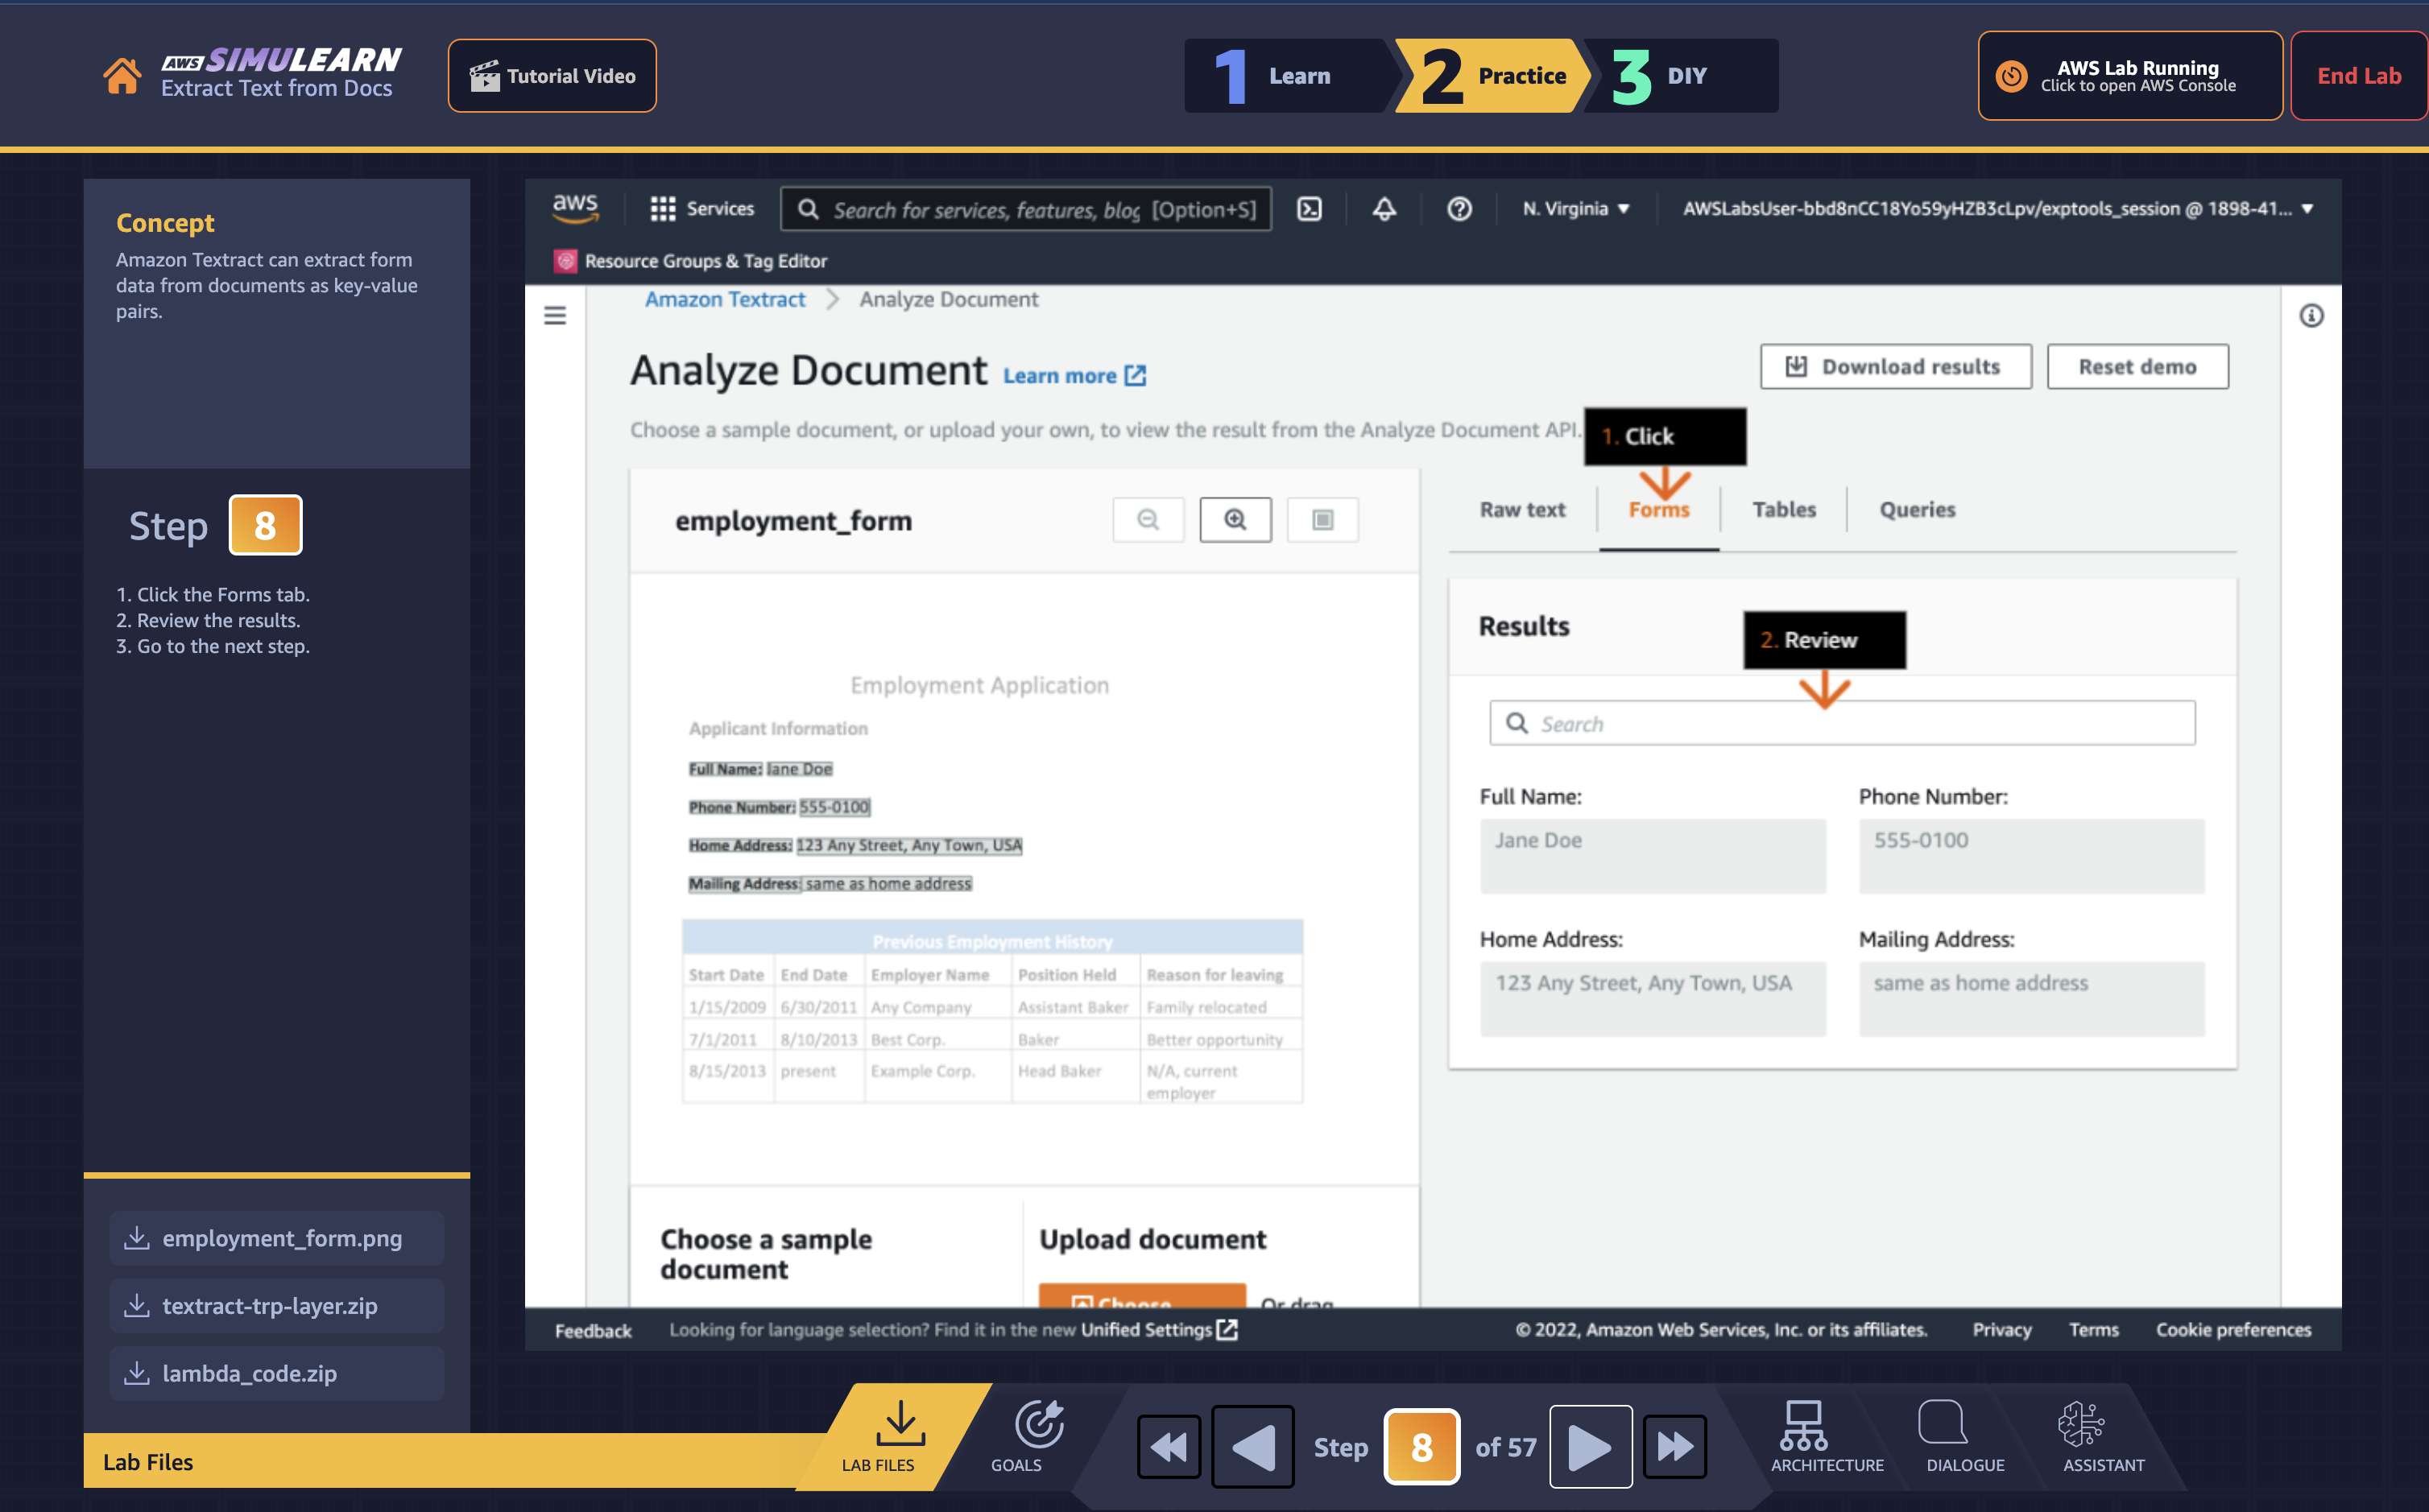 aws SIMULEARN
Extract Text from Docs
Tutorial Video
1 Learn
2 Practice
3 DIY
AWS Lab Running
Click to open AWS Console
End Lab
Concept
Amazon Textract can extract form
data from documents as key-value
pairs.
Step 8
1. Click the Forms tab.
2. Review the results.
3. Go to the next step.
employment_form.png
textract-trp-layer.zip
lambda_code.zip
Lab Files
aws
Services
Search for services, features, blog [Option+S]
N. Virginia
AWSLabsUser-bbd8nCC18Yo59yHZB3cLpv/exptools_session @ 1898-41...
Resource Groups & Tag Editor
Amazon Textract > Analyze Document
Analyze Document Learn more
Download results
Reset demo
Choose a sample document, or upload your own, to view the result from the Analyze Document API.
1. Click
employment_form
Raw text
Forms
Tables
Queries
Employment Application
Applicant Information
Full Name: Jane Doe
Phone Number: 555-0100
Home Address: 123 Any Street, Any Town, USA
Mailing Address: same as home address
Previous Employment History
Start Date End Date Employer Name Position Held Reason for leaving
1/15/2009 6/30/2011 Any Company Assistant Baker Family relocated
7/1/2011 8/10/2013 Best Corp. Baker Better opportunity
8/15/2013 present Example Corp. Head Baker N/A, current
employer
Results
2. Review
Search
Full Name:
Jane Doe
Phone Number:
555-0100
Home Address:
123 Any Street, Any Town, USA
Mailing Address:
same as home address
Choose a sample
document
Upload document
Choose
Or drag
Feedback
Looking for language selection? Find it in the new Unified Settings
© 2022, Amazon Web Services, Inc. or its affiliates.
Privacy
Terms
Cookie preferences
LAB FILES
GOALS
Step 8 of 57
ARCHITECTURE
DIALOGUE
ASSISTANT